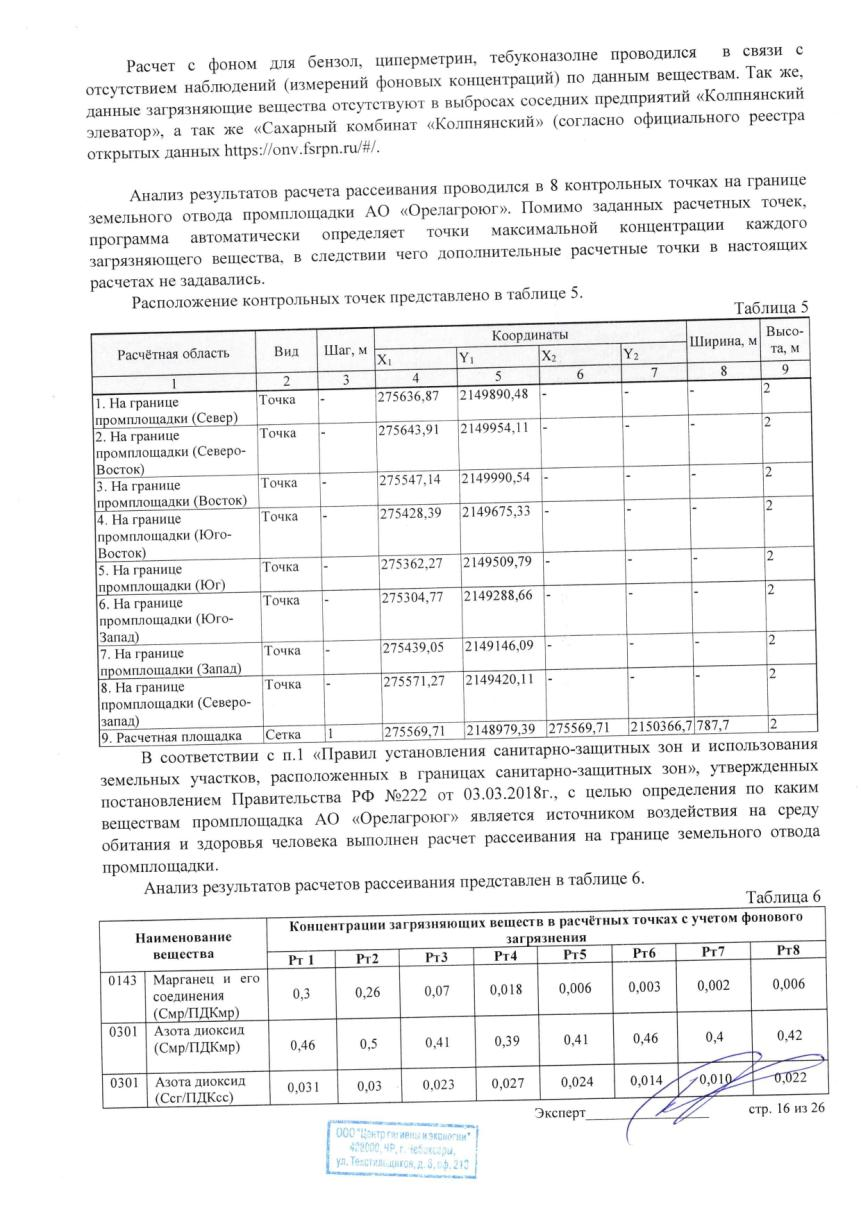 Расчет с фоном для бензол, циперметрин, тебуконазолне проводился в связи с
отсутствием наблюдений (измерений фоновых концентраций) по данным веществам. Так же,
данные загрязняющие вещества отсутствуют в выбросах соседних предприятий «Колпнянский
элеватор», а так же «Сахарный комбинат «Колпнянский» (согласно официального реестра
открытых данных https://onv.fsrpn.ru/#/.
Анализ результатов расчета рассеивания проводился в 8 контрольных точках на границе
земельного отвода промплощадки АО «Орелагроюг». Помимо заданных расчетных точек,
программа автоматически определяет точки максимальной концентрации каждого
загрязняющего вещества, в следствии чего дополнительные расчетные точки в настоящих
расчетах не задавались.
Расположение контрольных точек представлено в таблице 5.
Таблица 5
Расчётная область Вид Шаг, м Координаты Ширина, м Высо-
та, м
X1 Y1 X2 Y2
1 2 3 4 5 6 7 8 9
1. На границе Точка - 275636,87 2149890,48 - - - 2
промплощадки (Север)
2. На границе Точка - 275643,91 2149954,11 - - - 2
промплощадки (Северо-
Восток)
3. На границе Точка - 275547,14 2149990,54 - - - 2
промплощадки (Восток)
4. На границе Точка - 275428,39 2149675,33 - - - 2
промплощадки (Юго-
Восток)
5. На границе Точка - 275362,27 2149509,79 - - - 2
промплощадки (Юг)
6. На границе Точка - 275304,77 2149288,66 - - - 2
промплощадки (Юго-
Запад)
7. На границе Точка - 275439,05 2149146,09 - - - 2
промплощадки (Запад)
8. На границе Точка - 275571,27 2149420,11 - - - 2
промплощадки (Северо-
запад)
9. Расчетная площадка Сетка 1 275569,71 2148979,39 275569,71 2150366,7 787,7 2
В соответствии с п.1 «Правил установления санитарно-защитных зон и использования
земельных участков, расположенных в границах санитарно-защитных зон», утвержденных
постановлением Правительства РФ №222 от 03.03.2018г., с целью определения по каким
веществам промплощадка АО «Орелагроюг» является источником воздействия на среду
обитания и здоровья человека выполнен расчет рассеивания на границе земельного отвода
промплощадки.
Анализ результатов расчетов рассеивания представлен в таблице 6.
Таблица 6
Наименование
вещества
Концентрации загрязняющих веществ в расчётных точках с учетом фонового
загрязнения
Рт 1 Рт2 Рт3 Рт4 Рт5 Рт6 Рт7 Рт8
0143 Марганец и его
соединения
(Смр/ПДКмр)
0,3 0,26 0,07 0,018 0,006 0,003 0,002 0,006
0301 Азота диоксид
(Смр/ПДКмр)
0,46 0,5 0,41 0,39 0,41 0,46 0,4 0,42
0301 Азота диоксид
(Ссг/ПДКсс)
0,031 0,03 0,023 0,027 0,024 0,014 0,010 0,022
Эксперт__________________ стр. 16 из 26
ООО "Центр гигиены и экологии"
428000, ЧР, г. Чебоксары,
ул. Текстильщиков, д. 8, оф. 210